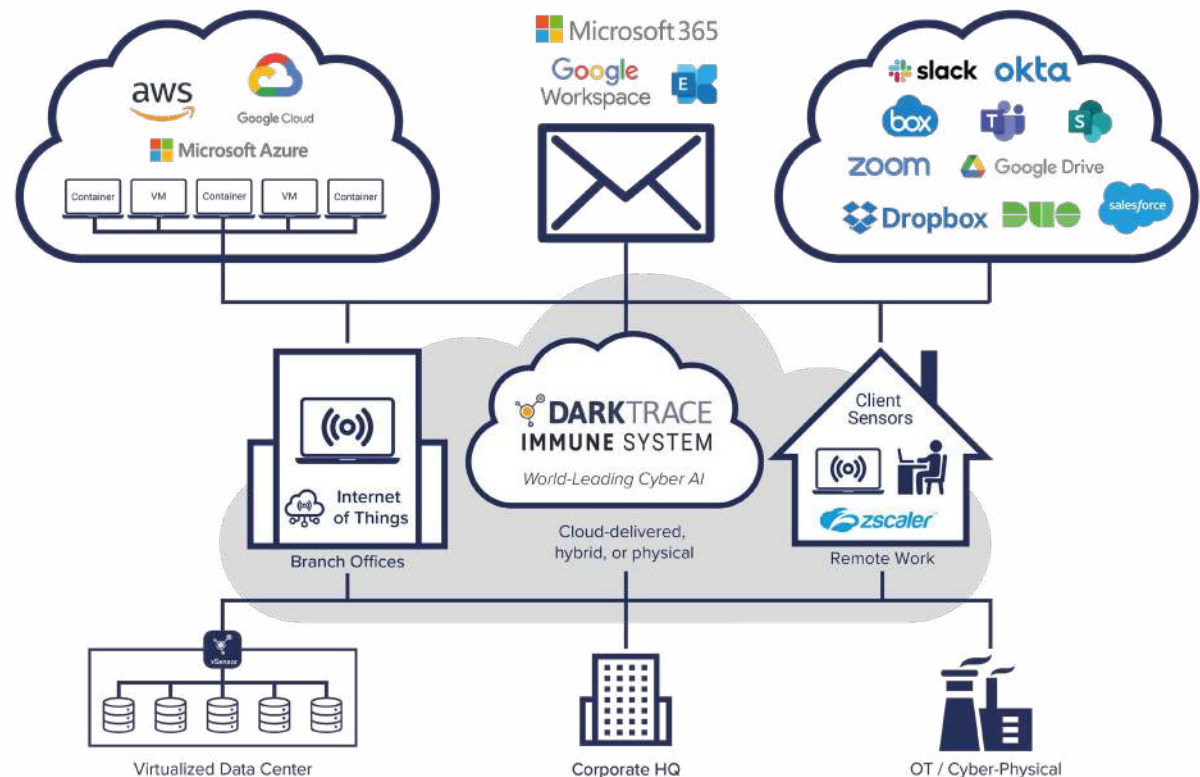 aws
Google Cloud
Microsoft Azure
Container
VM
Container
VM
Container
Microsoft 365
Google
Workspace
E
slack
okta
box
T
S
zoom
Google Drive
Dropbox
DUO
salesforce
Internet
of Things
Branch Offices
DARKTRACE
IMMUNE SYSTEM
World-Leading Cyber AI
Cloud-delivered,
hybrid, or physical
Client
Sensors
zscaler
Remote Work
vSensor
Virtualized Data Center
Corporate HQ
OT / Cyber-Physical